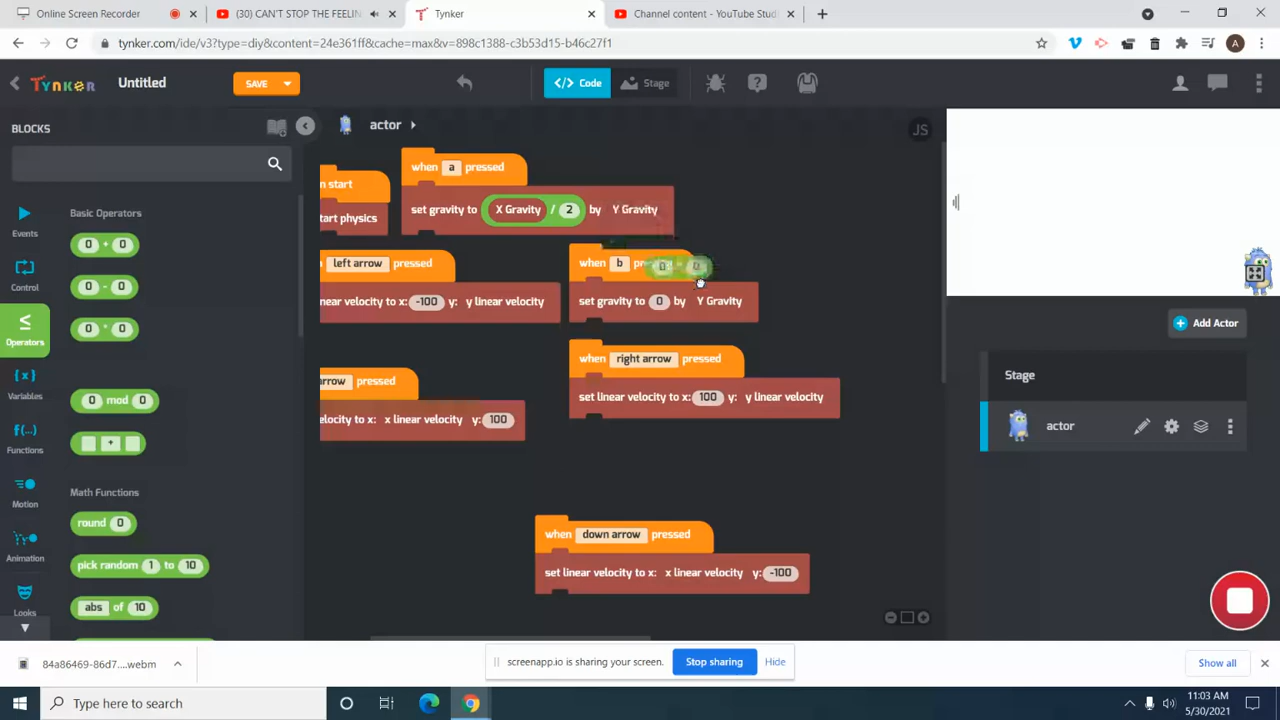 Online Screen Recorder
(30) CAN'T STOP THE FEELIN
Tynker
Channel content - YouTube Stud
tynker.com/ide/v3?type=diy&content=24e361ff&cache=max&v=898c1388-c3b53d15-b46c27f1
A
Tynker
Untitled
SAVE
</> Code
Stage
BLOCKS
actor
JS
Events
Control
Operators
Variables
Functions
Motion
Animation
Looks
Basic Operators
0 + 0
0 - 0
0 * 0
0 mod 0
+
Math Functions
round 0
pick random 1 to 10
abs of 10
n start
tart physics
when a pressed
set gravity to X Gravity / 2 by Y Gravity
left arrow pressed
inear velocity to x: -100 y: y linear velocity
when b
set gravity to 0 by Y Gravity
when right arrow pressed
set linear velocity to x: 100 y: y linear velocity
rrow pressed
elocity to x: x linear velocity y: 100
when down arrow pressed
set linear velocity to x: x linear velocity y: -100
Add Actor
Stage
actor
84a86469-86d7....webm
screenapp.io is sharing your screen.
Stop sharing
Hide
Show all
Type here to search
11:03 AM
5/30/2021